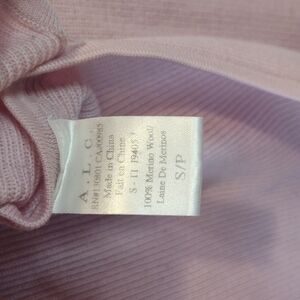 A . L . C .
Made in China
Fait en Chine
100% Merino Wool/
Laine De Merinos
S/P